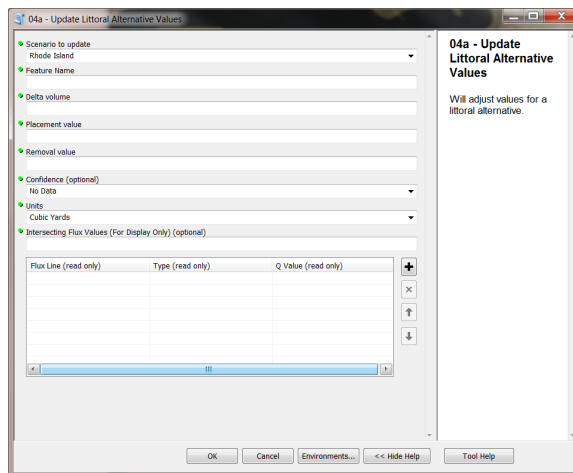 04a - Update Littoral Alternative Values
Scenario to update
Rhode Island
Feature Name
Delta volume
Placement value
Removal value
Confidence (optional)
No Data
Units
Cubic Yards
Intersecting Flux Values (For Display Only) (optional)
Flux Line (read only) Type (read only) Q Value (read only)
OK Cancel Environments... << Hide Help Tool Help
04a - Update
Littoral Alternative
Values
Will adjust values for a
littoral alternative.